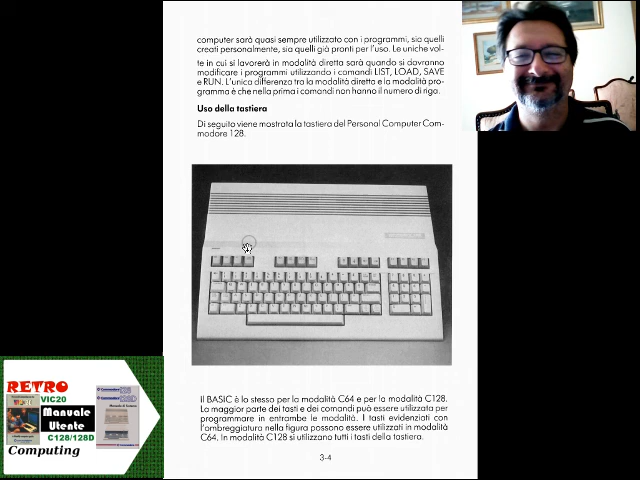 computer sarà quasi sempre utilizzato con i programmi, sia quelli
creati personalmente, sia quelli già pronti per l'uso. Le uniche vol-
te in cui si lavorerà in modalità diretta sarà quando si dovranno
modificare i programmi utilizzando i comandi LIST, LOAD, SAVE
e RUN. L'unica differenza tra la modalità diretta e la modalità pro-
gramma è che nella prima i comandi non hanno il numero di riga.
Uso della tastiera
Di seguito viene mostrata la tastiera del Personal Computer Com-
modore 128.
Il BASIC è lo stesso per la modalità C64 e per la modalità C128.
La maggior parte dei tasti e dei comandi può essere utilizzata per
programmare in entrambe le modalità. I tasti evidenziati con
l'ombreggiatura nella figura possono essere utilizzati in modalità
C64. In modalità C128 si utilizzano tutti i tasti della tastiera.
3-4
RETRO
VIC20
Manuale
Utente
C128/128D
Computing